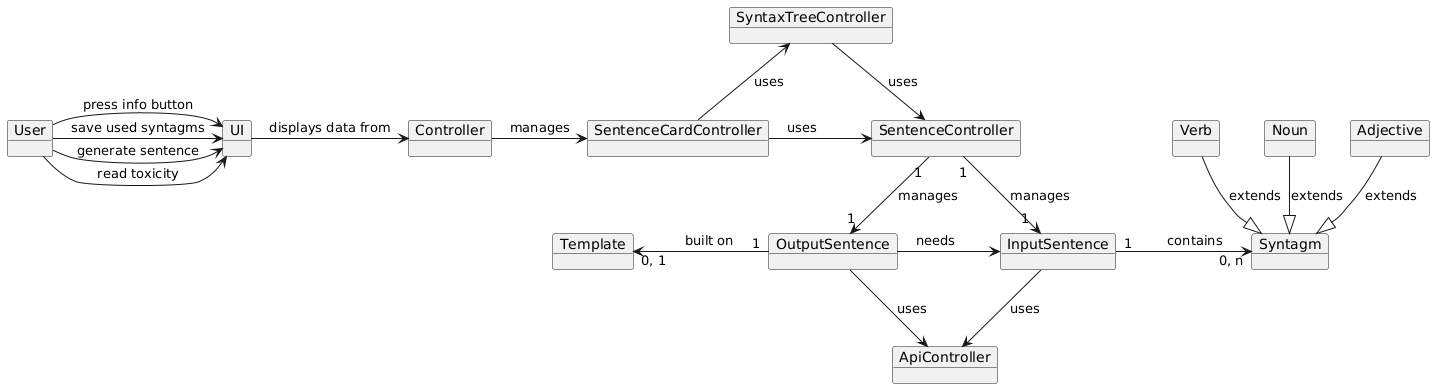 SyntaxTreeController
uses
uses
press info button
save used syntagms
generate sentence
read toxicity
User
UI
displays data from
Controller
manages
SentenceCardController
uses
SentenceController
Verb
Noun
Adjective
1
1
manages
manages
extends
extends
extends
1
1
Template
built on
1
0, 1
OutputSentence
needs
InputSentence
1
contains
0, n
Syntagm
uses
uses
ApiController